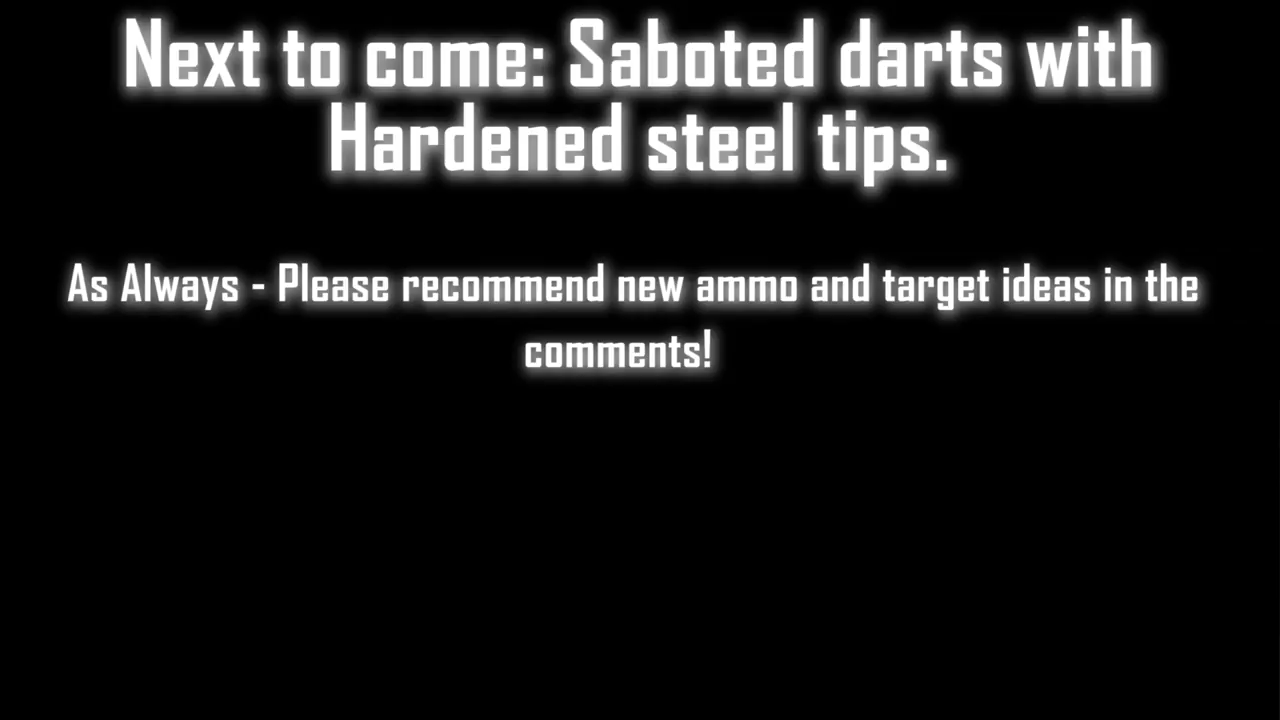 Next to come: Saboted darts with
Hardened steel tips.
As Always - Please recommend new ammo and target ideas in the
comments!